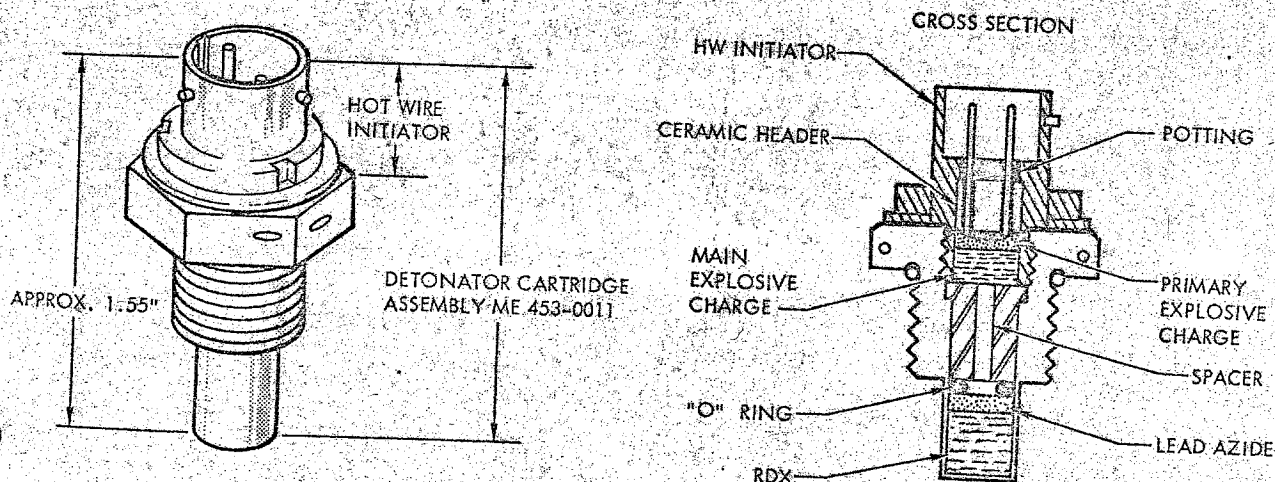 CROSS SECTION
HW INITIATOR
HOT WIRE
INITIATOR
CERAMIC HEADER
POTTING
MAIN
EXPLOSIVE
CHARGE
DETONATOR CARTRIDGE
ASSEMBLY ME 453-0011
APPROX. 1.55"
PRIMARY
EXPLOSIVE
CHARGE
SPACER
"O" RING
LEAD AZIDE
RDX